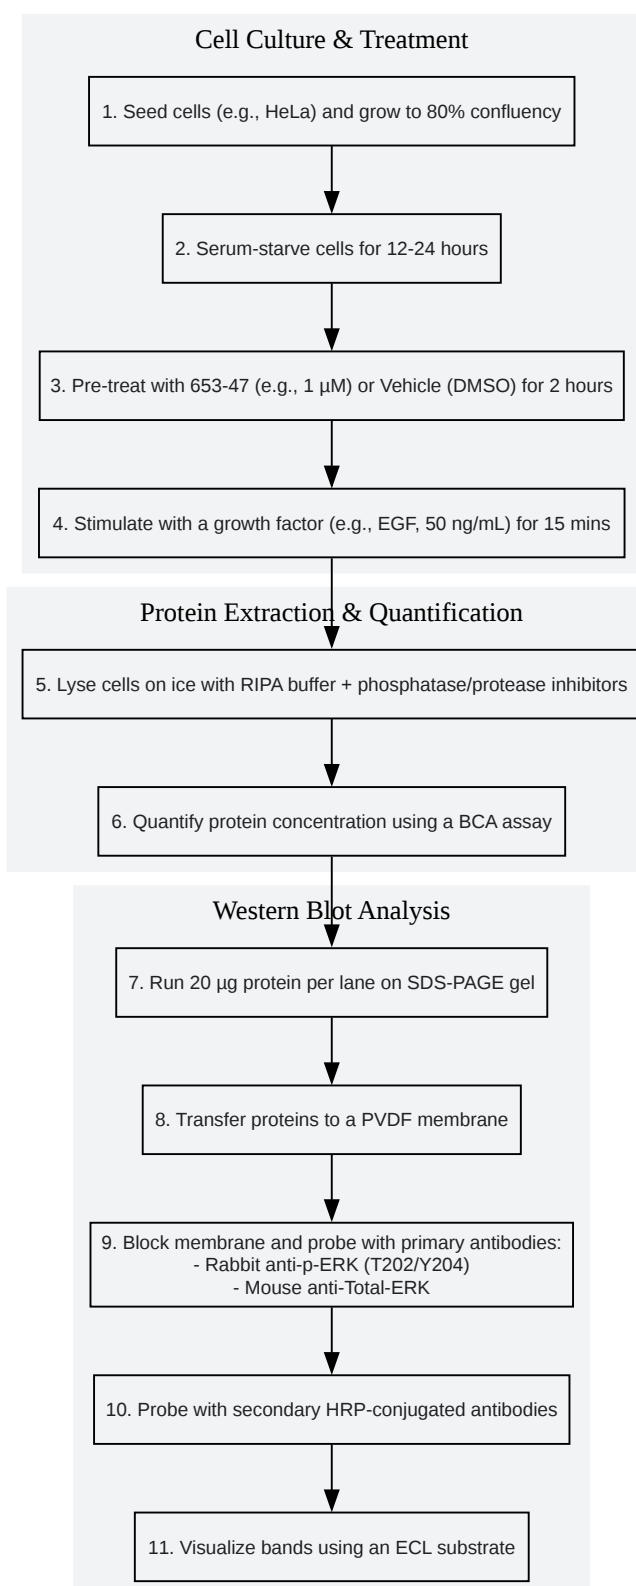 Cell Culture & Treatment
1. Seed cells (e.g., HeLa) and grow to 80% confluency
2. Serum-starve cells for 12-24 hours
3. Pre-treat with 653-47 (e.g., 1 µM) or Vehicle (DMSO) for 2 hours
4. Stimulate with a growth factor (e.g., EGF, 50 ng/mL) for 15 mins
Protein Extraction & Quantification
5. Lyse cells on ice with RIPA buffer + phosphatase/protease inhibitors
6. Quantify protein concentration using a BCA assay
Western Blot Analysis
7. Run 20 µg protein per lane on SDS-PAGE gel
8. Transfer proteins to a PVDF membrane
9. Block membrane and probe with primary antibodies:
- Rabbit anti-p-ERK (T202/Y204)
- Mouse anti-Total-ERK
10. Probe with secondary HRP-conjugated antibodies
11. Visualize bands using an ECL substrate